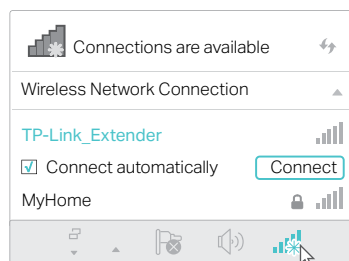 Connections are available
Wireless Network Connection
TP-Link_Extender
Connect automatically Connect
MyHome